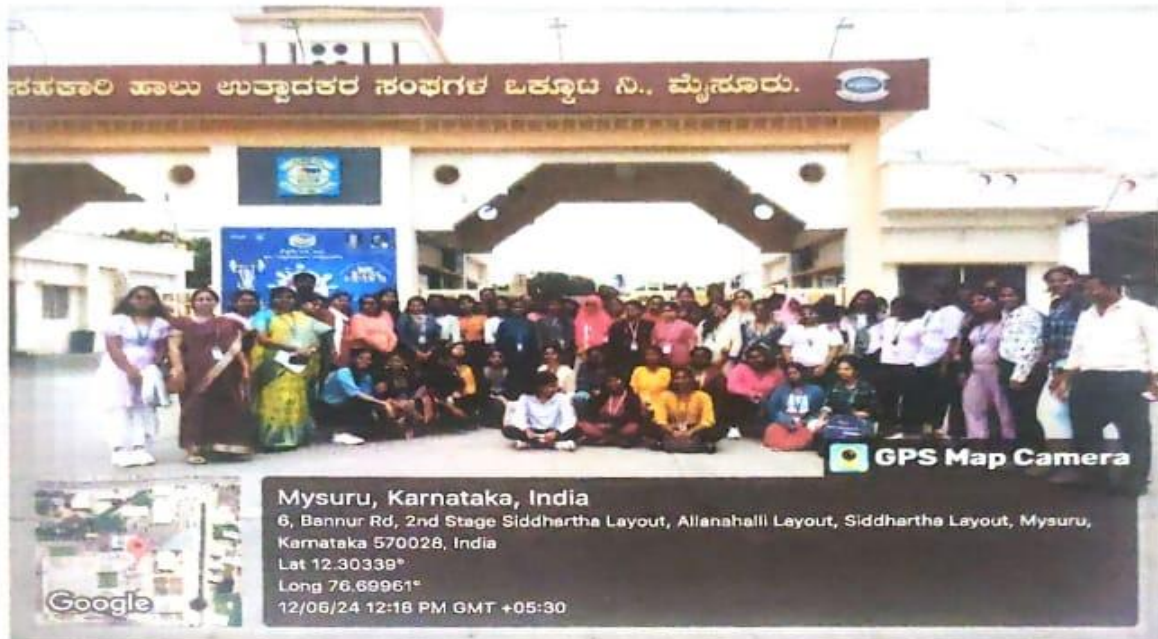 ಸಹಕಾರಿ ಹಾಲು ಉತ್ಪಾದಕರ ಸಂಘಗಳ ಒಕ್ಕೂಟ ನಿ., ಮೈಸೂರು.
GPS Map Camera
Mysuru, Karnataka, India
6, Bannur Rd, 2nd Stage Siddhartha Layout, Allanahalli Layout, Siddhartha Layout, Mysuru,
Karnataka 570028, India
Lat 12.30339°
Long 76.69961°
12/06/24 12:18 PM GMT +05:30
Google